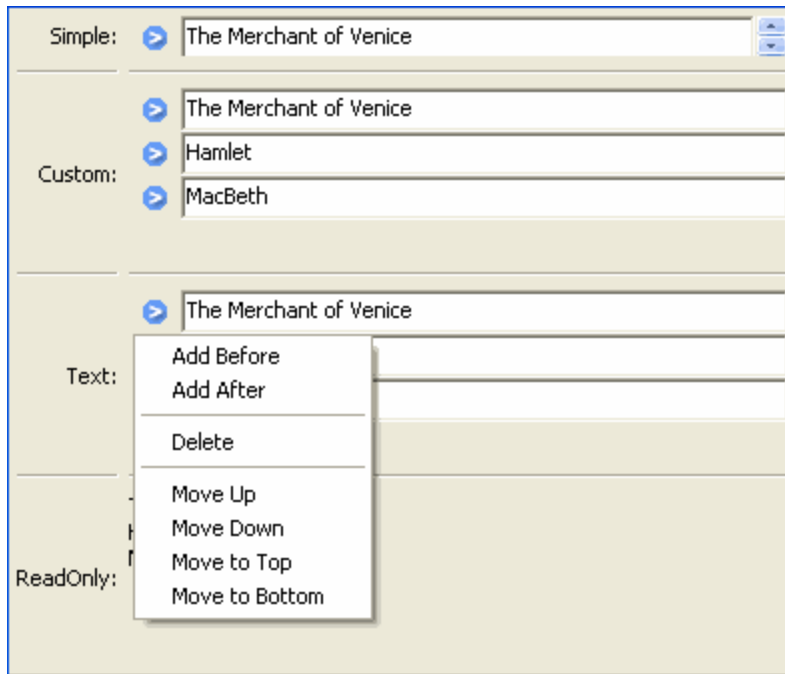 Simple: The Merchant of Venice
The Merchant of Venice
Hamlet
Custom:
MacBeth
The Merchant of Venice
Add Before
Text:
Add After
Delete
Move Up
Move Down
Move to Top
ReadOnly:
Move to Bottom